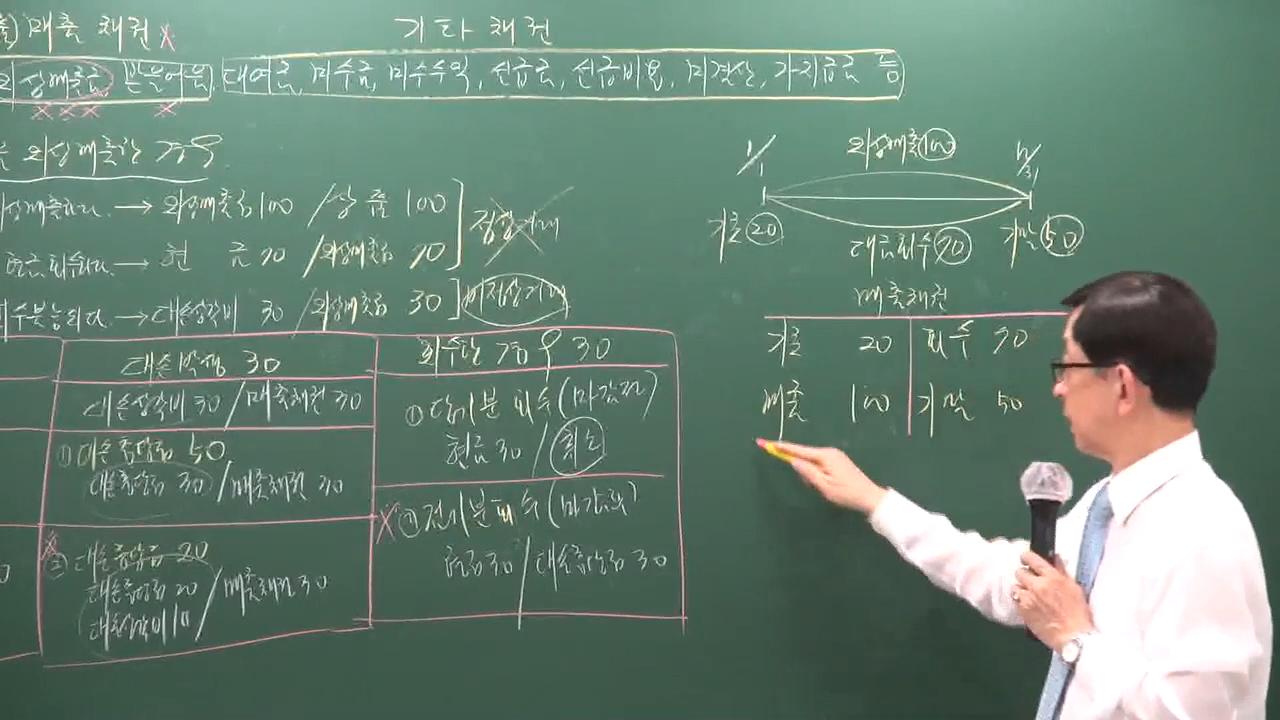 매출 채권 X
기 타 채 권
외상매출금 받을어음, 대여금, 미수금, 미수수익, 선급금, 선급비용, 미결산, 가지급금 등
외상매출한 경우
→ 외상매출금 100 / 상 품 100
현금 회수하다. → 현 금 70 / 외상매출금 70
회수불능되다. → 대손상각비 30 / 외상매출금 30
대손발생 30
대손상각비 30 / 매출채권 30
① 대손충당금 50
대손충당금 30 / 매출채권 30
② 대손충당금 20
대손충당금 20 / 매출채권 30
대손상각비 10
회수한 경우 30
① 당기분 회수 (마감전)
현금 30 / 취소
② 전기분 회수 (마감후)
현금 30 / 대손충당금 30
1/1
외상매출 100
12/31
기초 20
대금회수 70
기말 50
매출채권
기초 20 회수 70
매출 100 기말 50